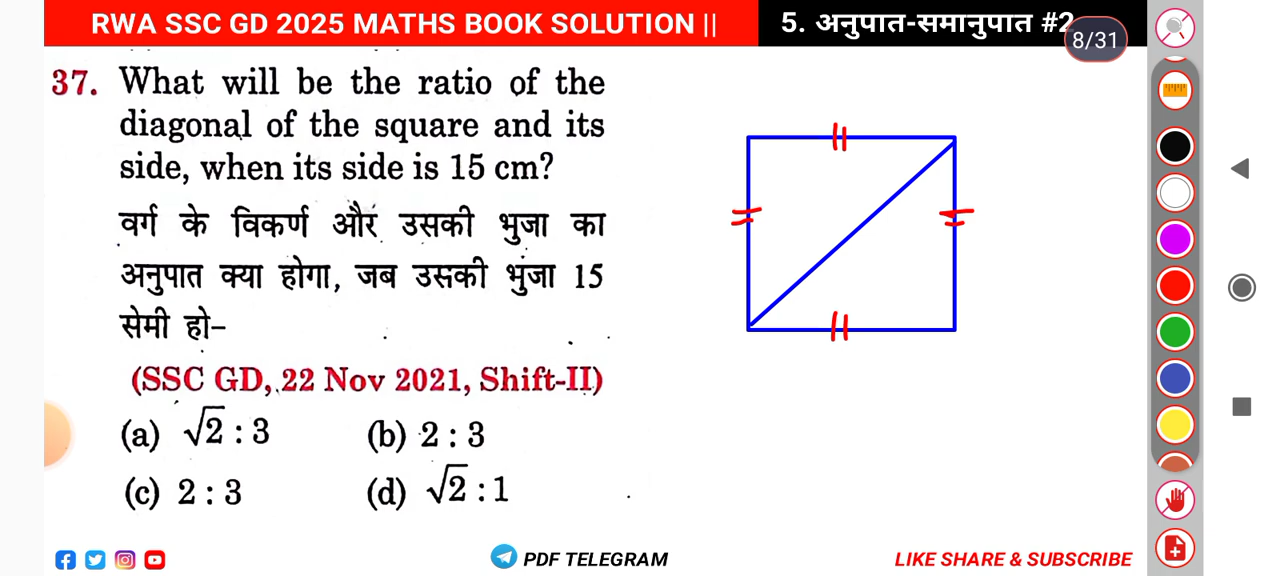 RWA SSC GD 2025 MATHS BOOK SOLUTION ||
5. अनुपात-समानुपात #2
8/31
37. What will be the ratio of the
diagonal of the square and its
side, when its side is 15 cm?
वर्ग के विकर्ण और उसकी भुजा का
अनुपात क्या होगा, जब उसकी भुजा 15
सेमी हो-
(SSC GD, 22 Nov 2021, Shift-II)
(a) √2 : 3 (b) 2 : 3
(c) 2 : 3 (d) √2 : 1
PDF TELEGRAM
LIKE SHARE & SUBSCRIBE